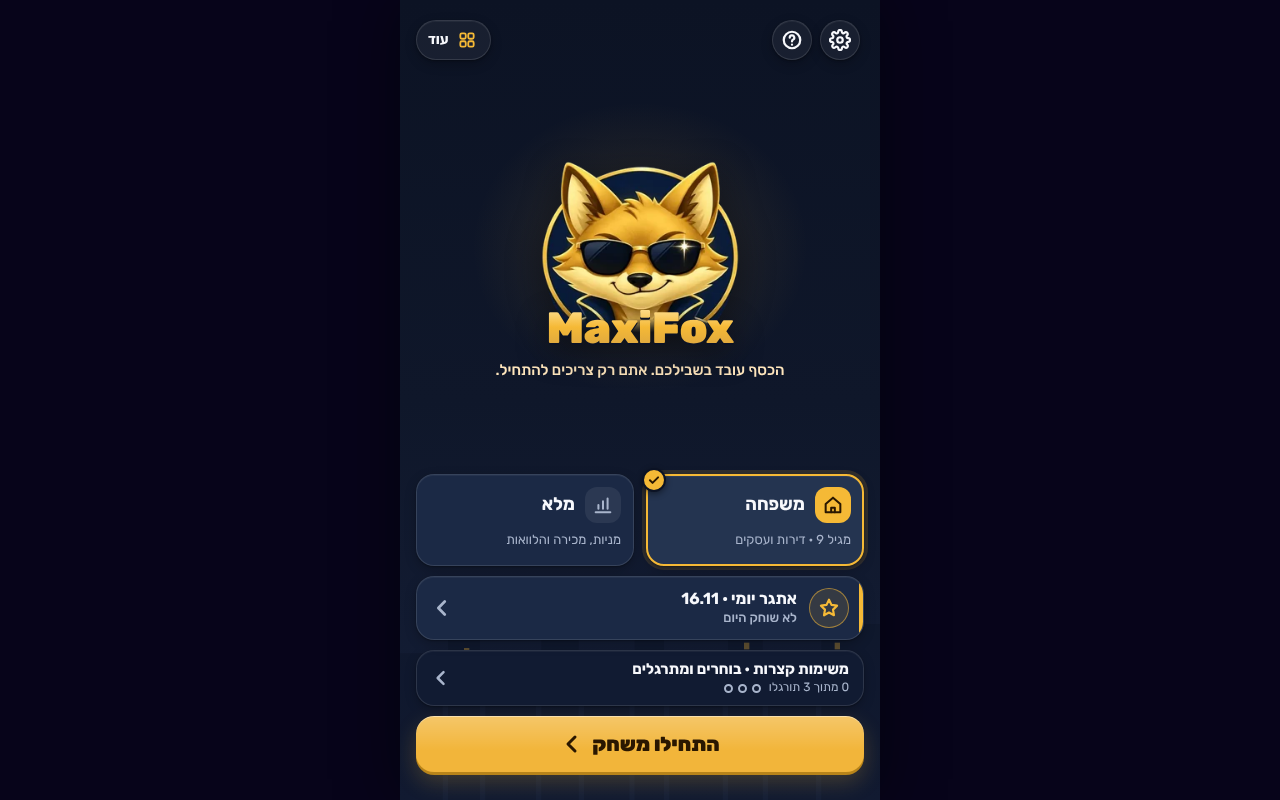 עוד
MaxiFox
הכסף עובד בשבילכם. אתם רק צריכים להתחיל.
משפחה
מגיל 9 • דירות ועסקים
מלא
מניות, מכירה והלוואות
אתגר יומי • 16.11
לא שוחק היום
משימות קצרות • בוחרים ומתרגלים
0 מתוך 3 תורגלו
התחילו משחק